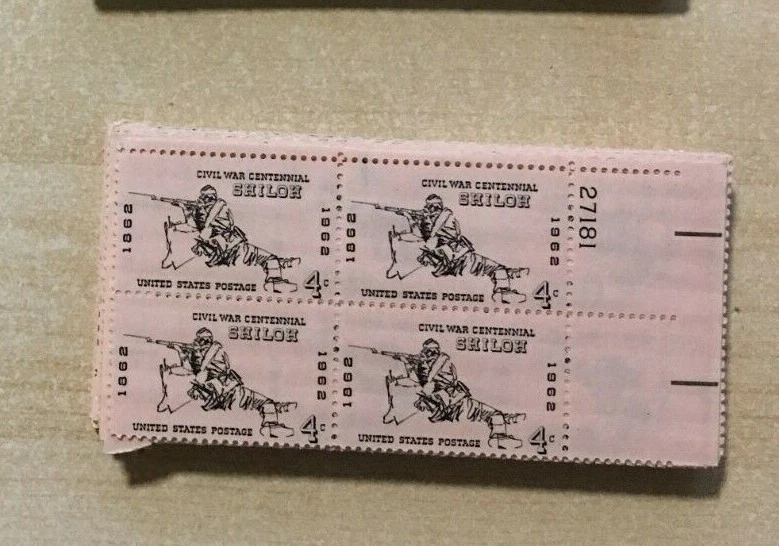 CIVIL WAR CENTENNIAL
SHILOH
1862
1962
UNITED STATES POSTAGE
4c
CIVIL WAR CENTENNIAL
SHILOH
1862
1962
UNITED STATES POSTAGE
4c
27181
CIVIL WAR CENTENNIAL
SHILOH
1862
1962
UNITED STATES POSTAGE
4c
CIVIL WAR CENTENNIAL
SHILOH
1862
1962
UNITED STATES POSTAGE
4c